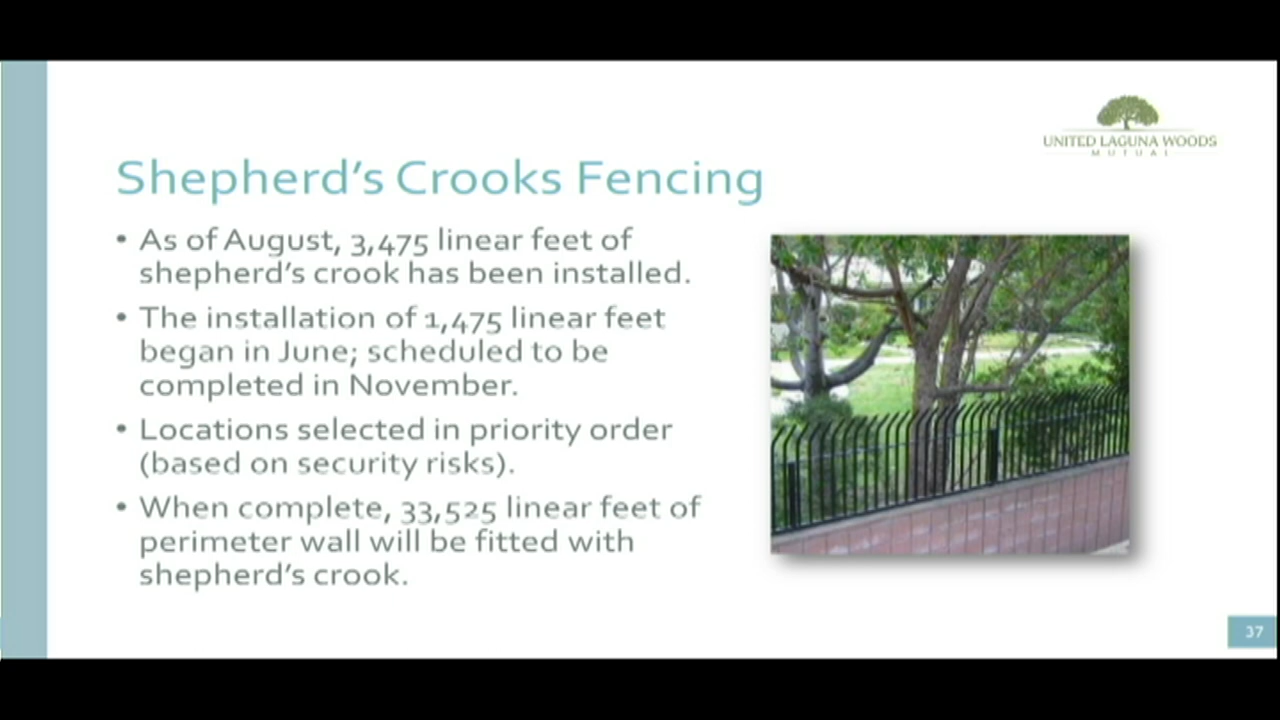 UNITED LAGUNA WOODS
MUTUAL
Shepherd's Crooks Fencing
• As of August, 3,475 linear feet of
shepherd's crook has been installed.
• The installation of 1,475 linear feet
began in June; scheduled to be
completed in November.
• Locations selected in priority order
(based on security risks).
• When complete, 33,525 linear feet of
perimeter wall will be fitted with
shepherd's crook.
37